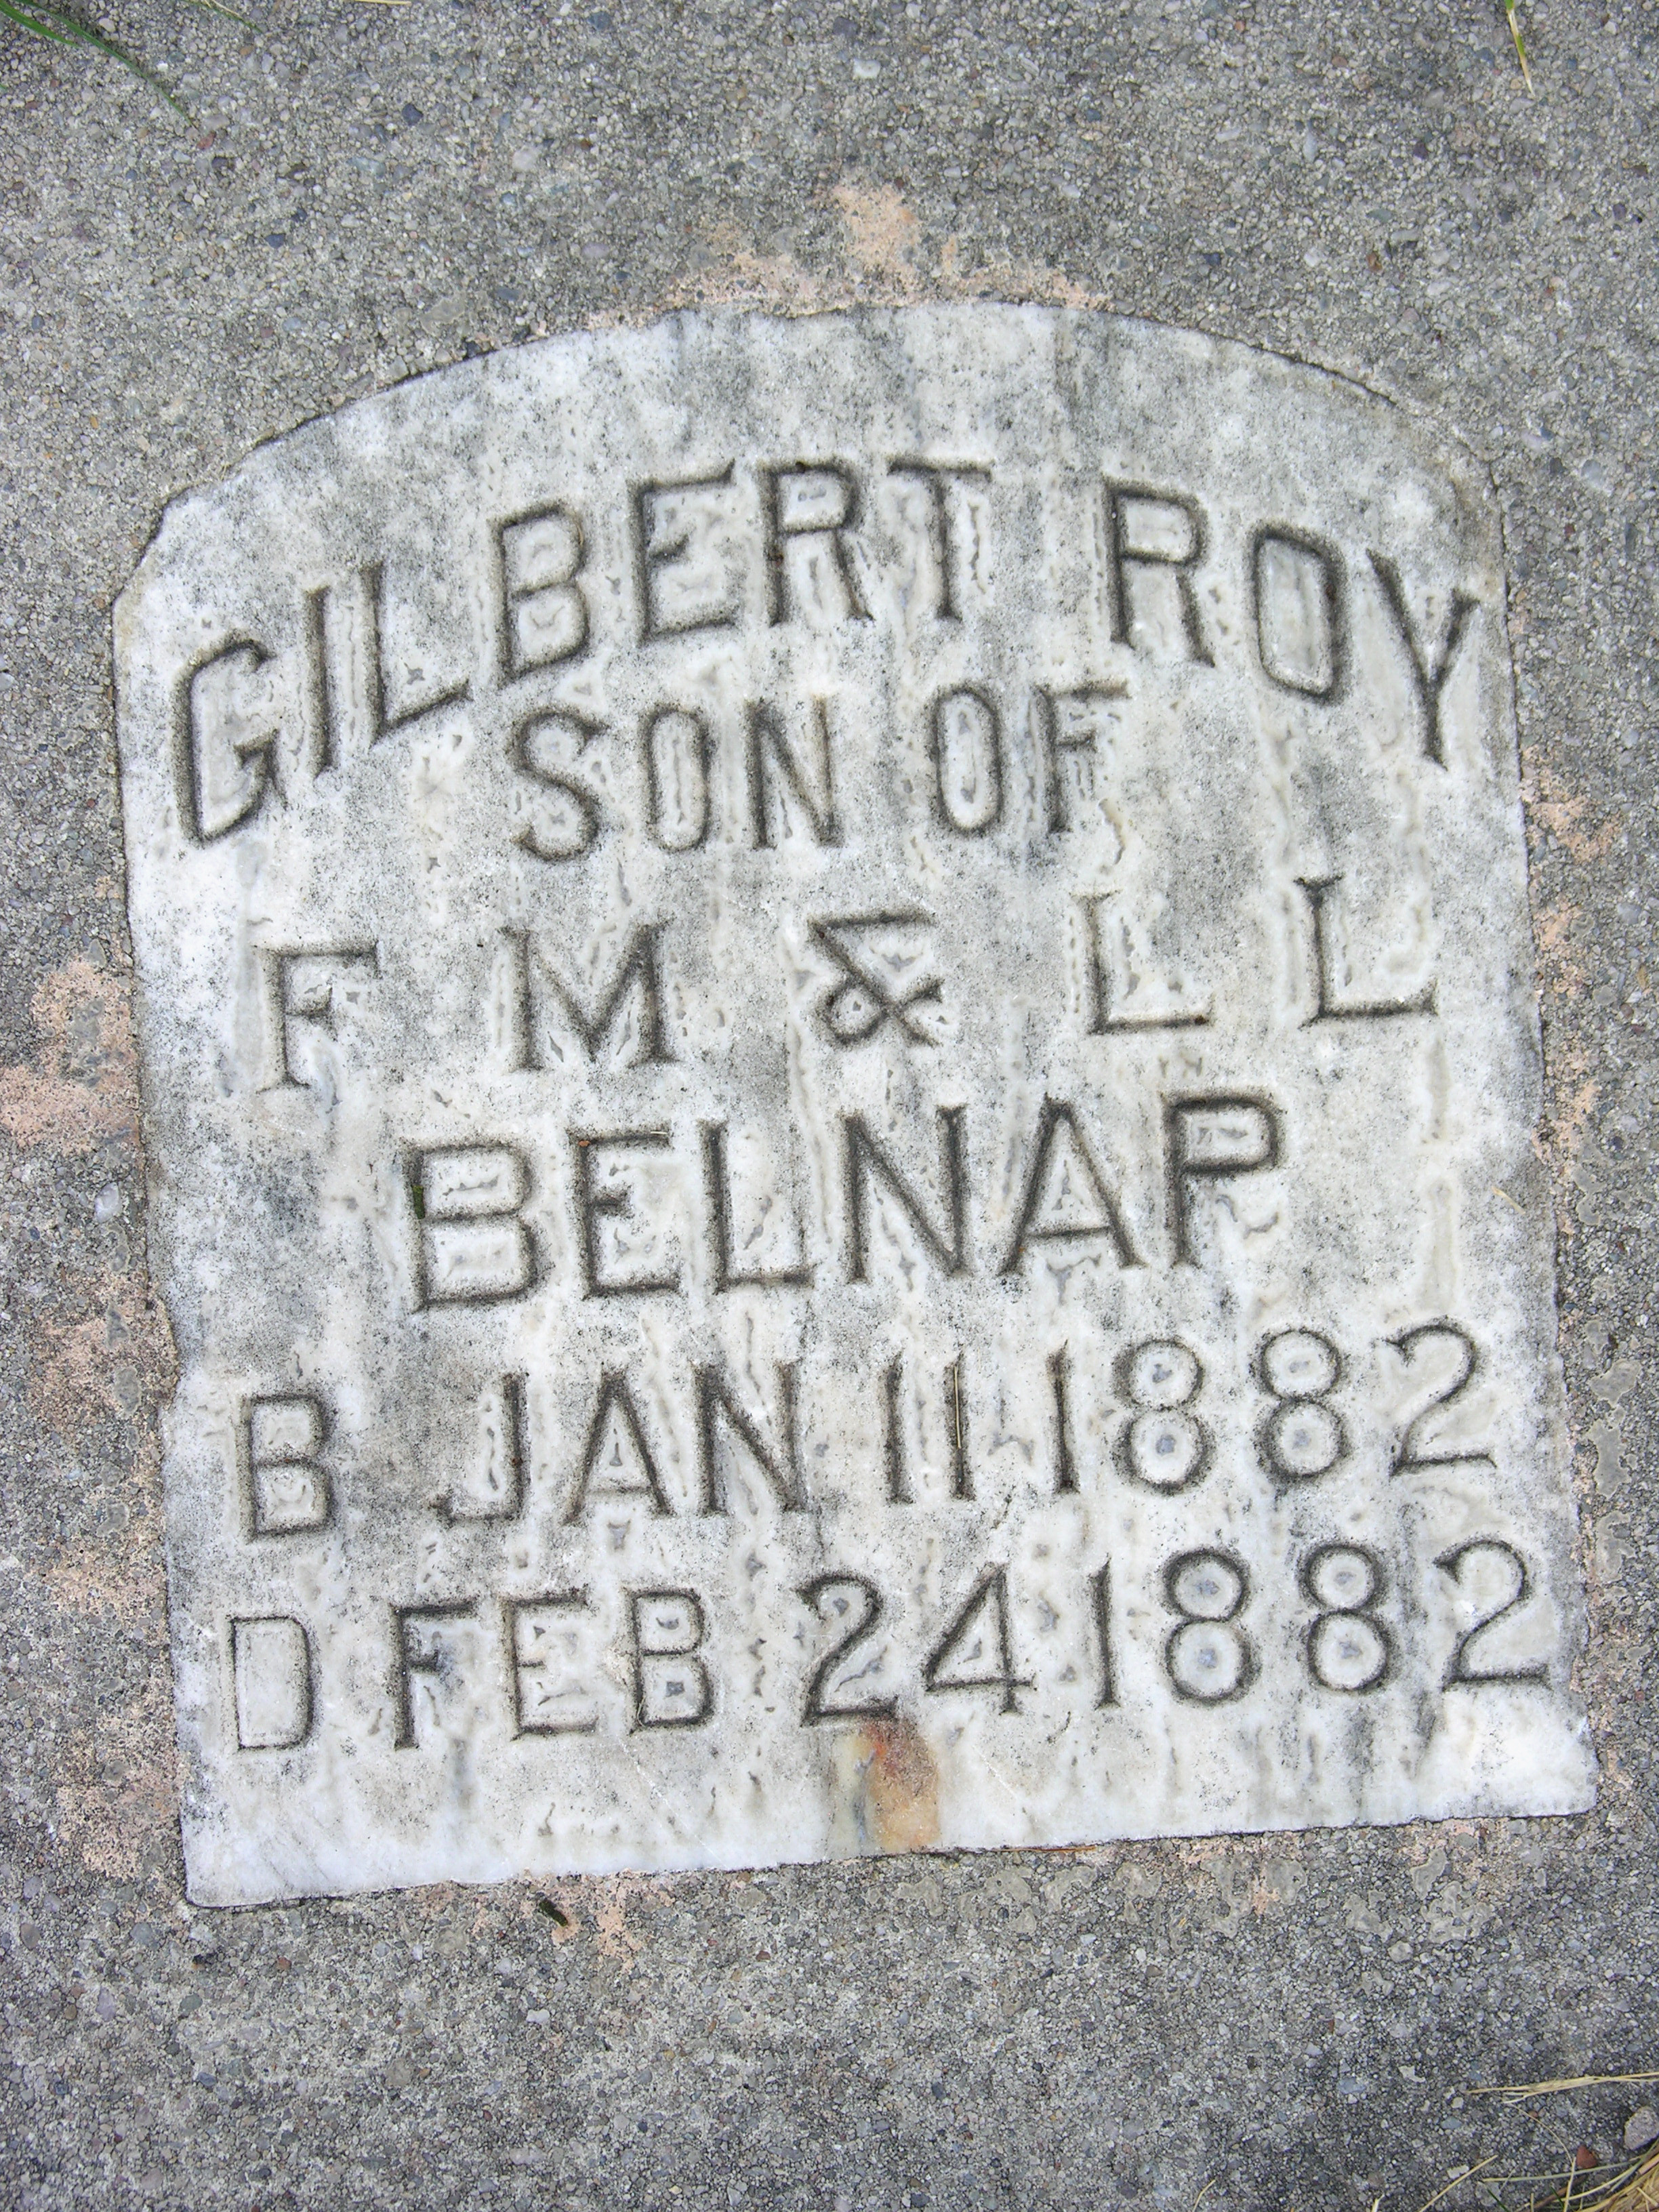 GILBERT ROY
SON OF
F M & L L
BELNAP
B JAN 11 1882
D FEB 24 1882